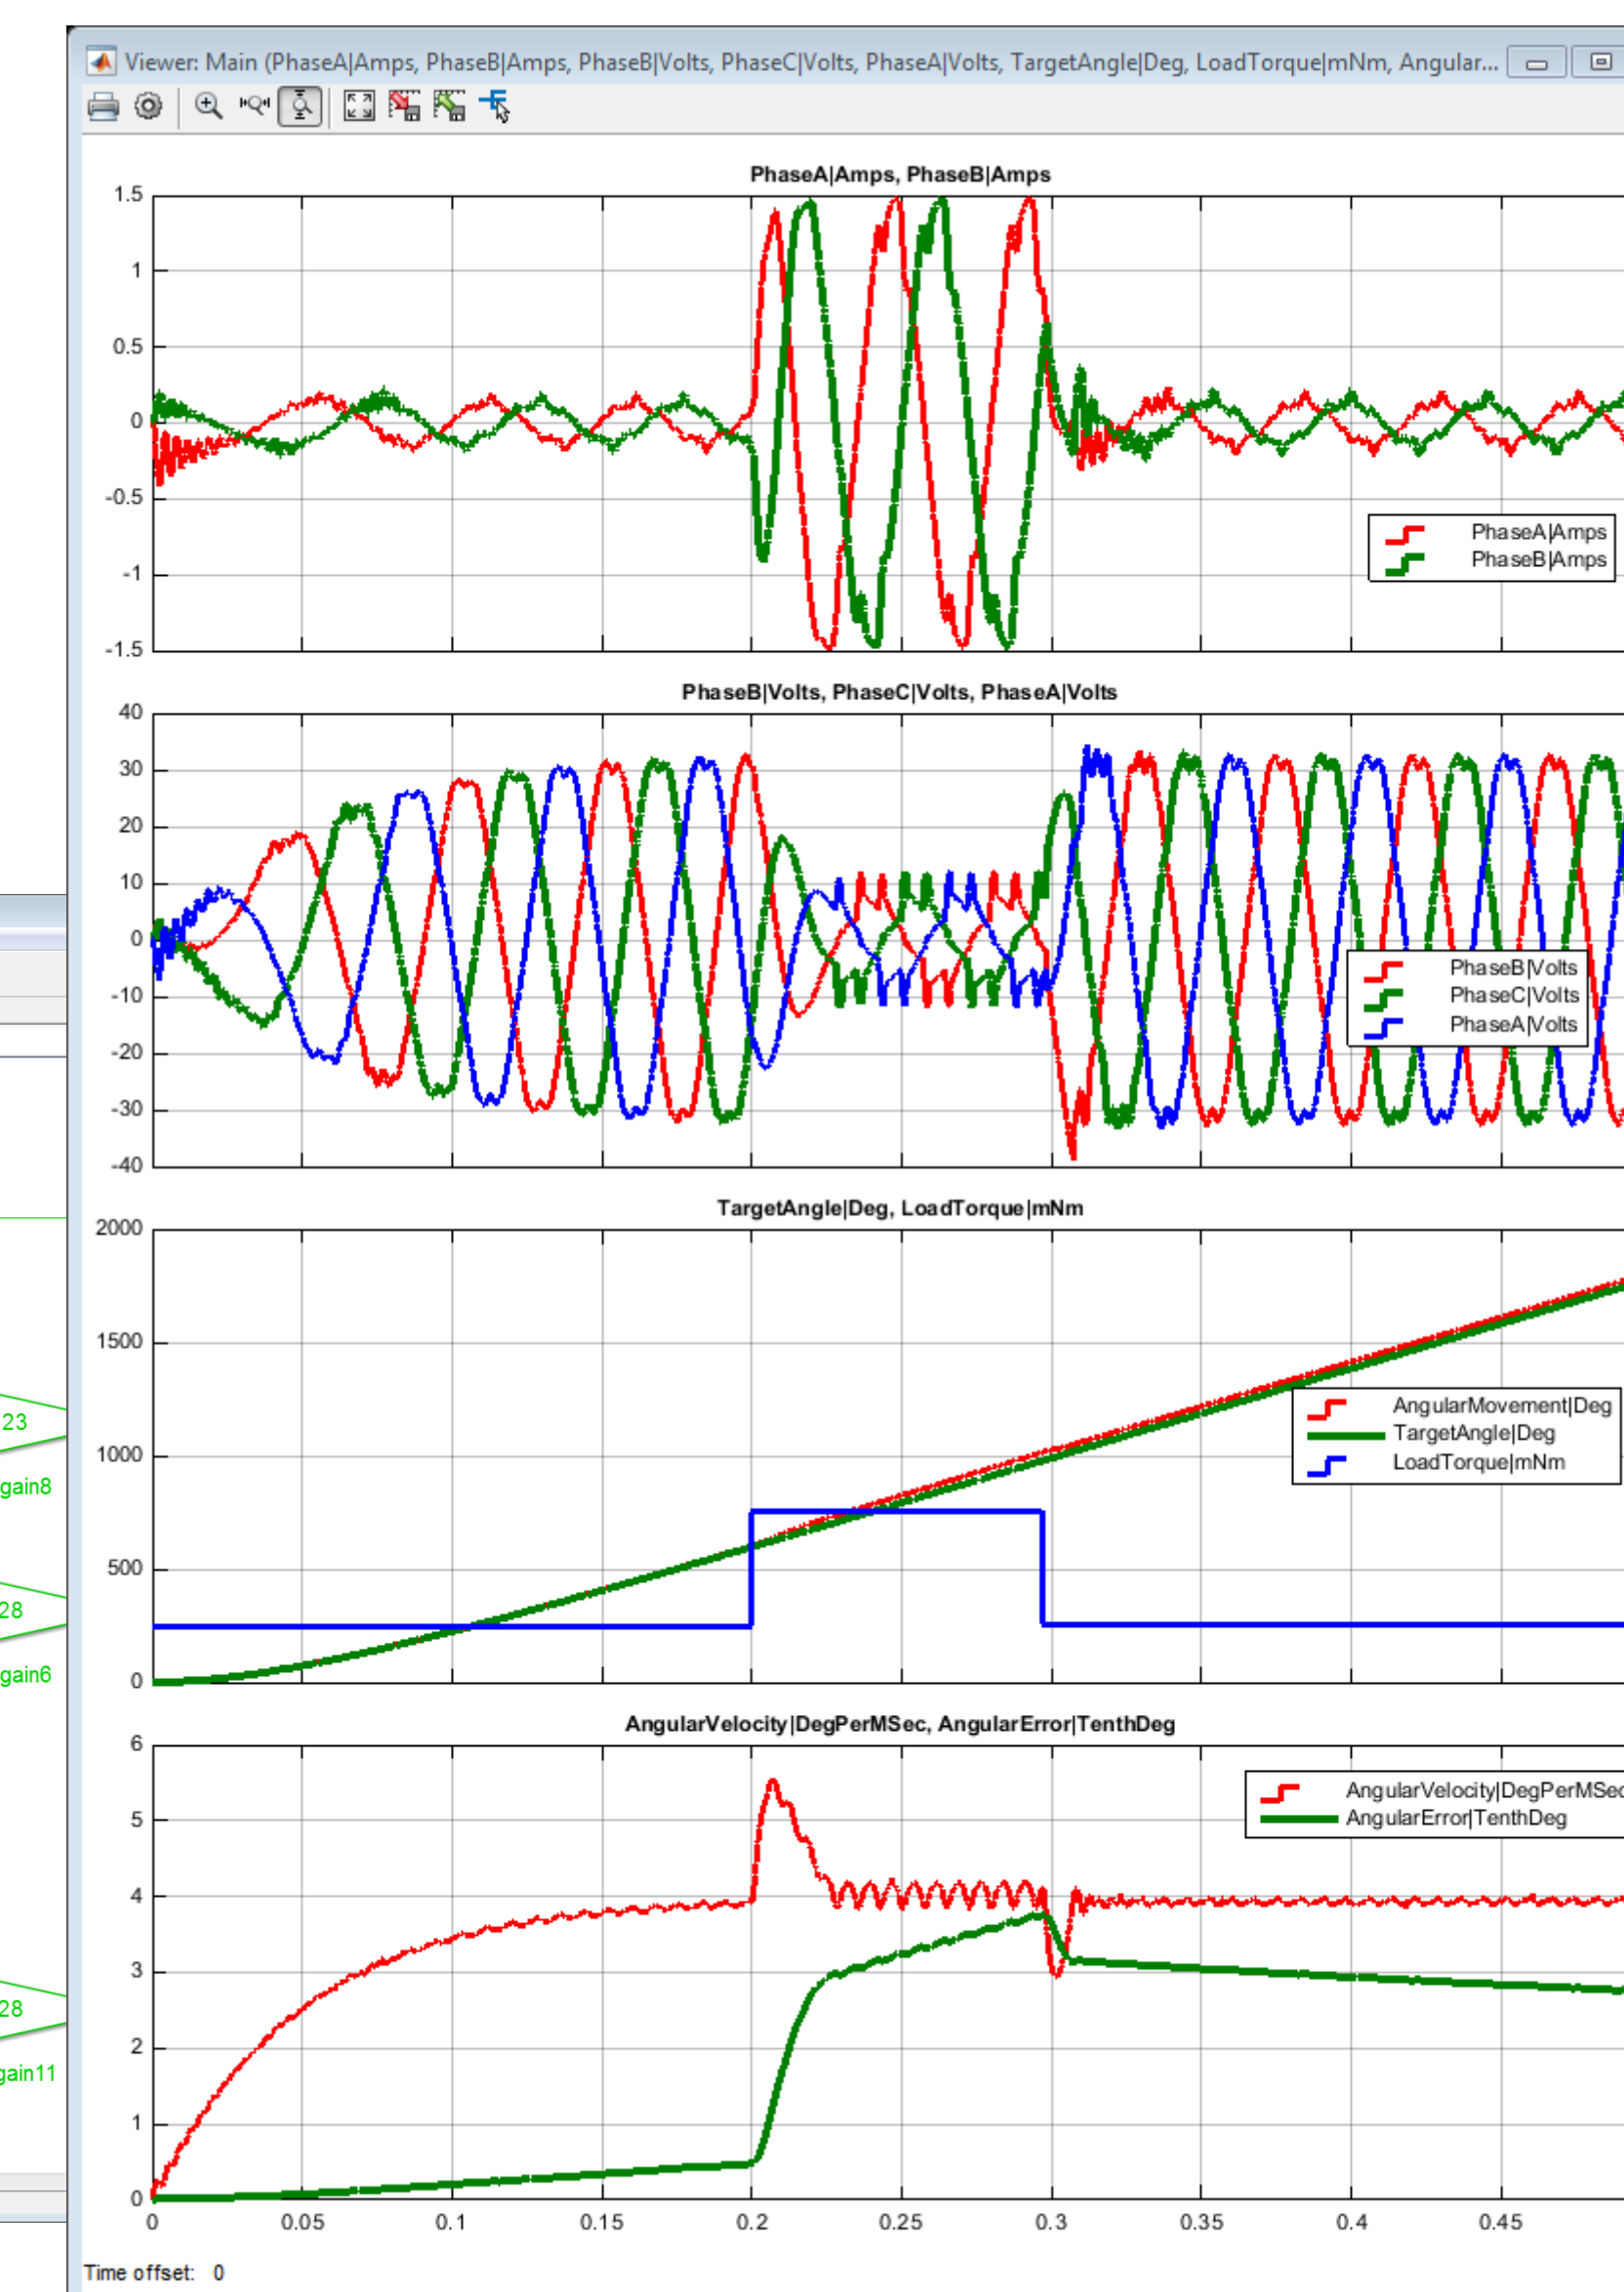 Viewer: Main (PhaseA|Amps, PhaseB|Amps, PhaseB|Volts, PhaseC|Volts, PhaseA|Volts, TargetAngle|Deg, LoadTorque|mNm, Angular...
PhaseA|Amps, PhaseB|Amps
1.5
1
0.5
0
-0.5
-1
-1.5
PhaseA|Amps
PhaseB|Amps
PhaseB|Volts, PhaseC|Volts, PhaseA|Volts
40
30
20
10
0
-10
-20
-30
-40
PhaseB|Volts
PhaseC|Volts
PhaseA|Volts
TargetAngle|Deg, LoadTorque|mNm
2000
1500
1000
500
0
AngularMovement|Deg
TargetAngle|Deg
LoadTorque|mNm
23
gain8
28
gain6
28
gain11
AngularVelocity|DegPerMSec, AngularError|TenthDeg
6
5
4
3
2
1
0
AngularVelocity|DegPerMSec
AngularError|TenthDeg
0 0.05 0.1 0.15 0.2 0.25 0.3 0.35 0.4 0.45
Time offset: 0